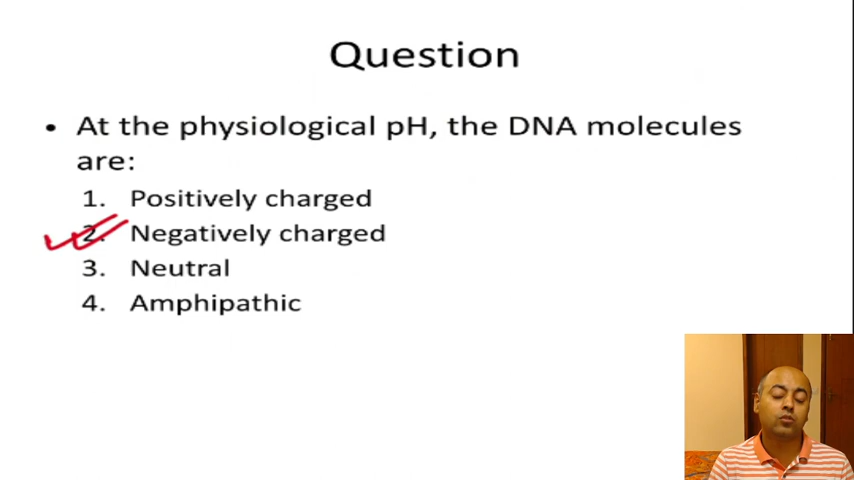 Question
• At the physiological pH, the DNA molecules
are:
1. Positively charged
2. Negatively charged
3. Neutral
4. Amphipathic